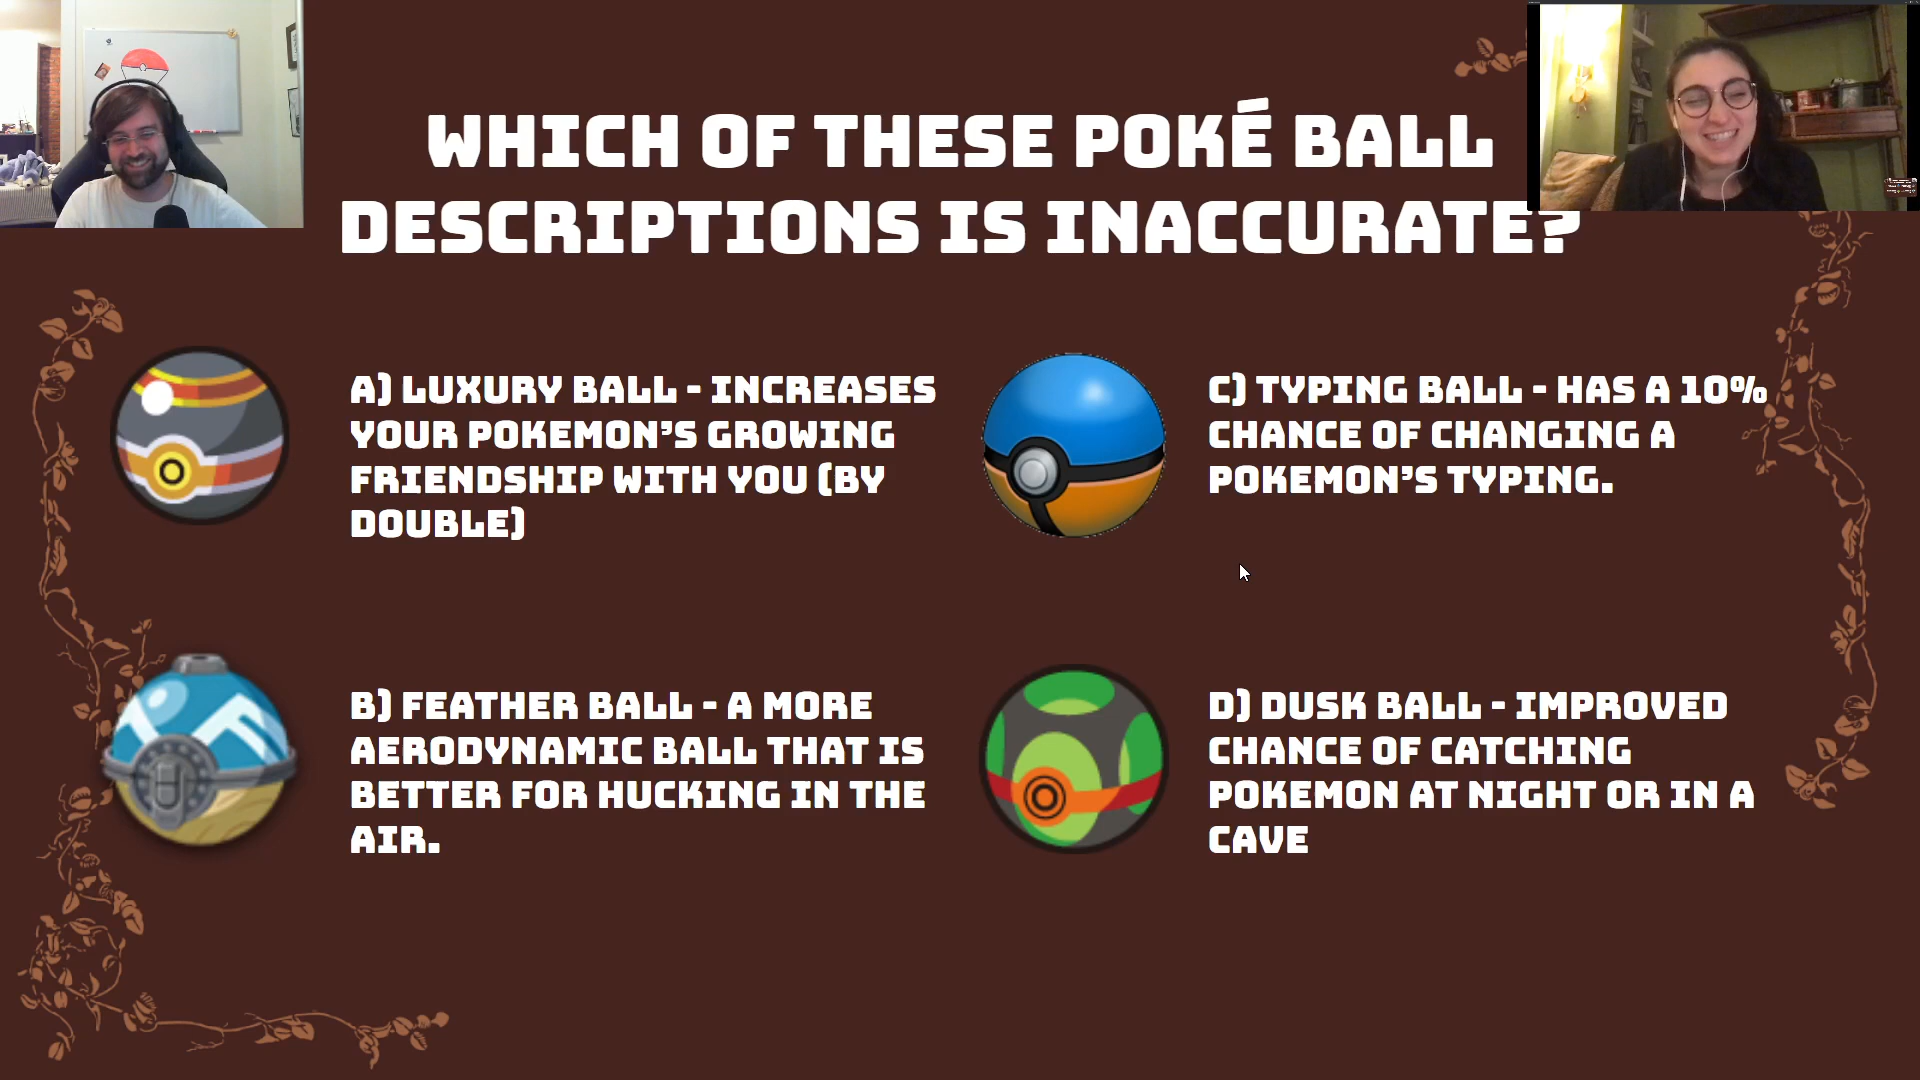 WHICH OF THESE POKÉ BALL
DESCRIPTIONS IS INACCURATE?
A) LUXURY BALL - INCREASES
YOUR POKEMON'S GROWING
FRIENDSHIP WITH YOU (BY
DOUBLE)
B) FEATHER BALL - A MORE
AERODYNAMIC BALL THAT IS
BETTER FOR HUCKING IN THE
AIR.
C) TYPING BALL - HAS A 10%
CHANCE OF CHANGING A
POKEMON'S TYPING.
D) DUSK BALL - IMPROVED
CHANCE OF CATCHING
POKEMON AT NIGHT OR IN A
CAVE